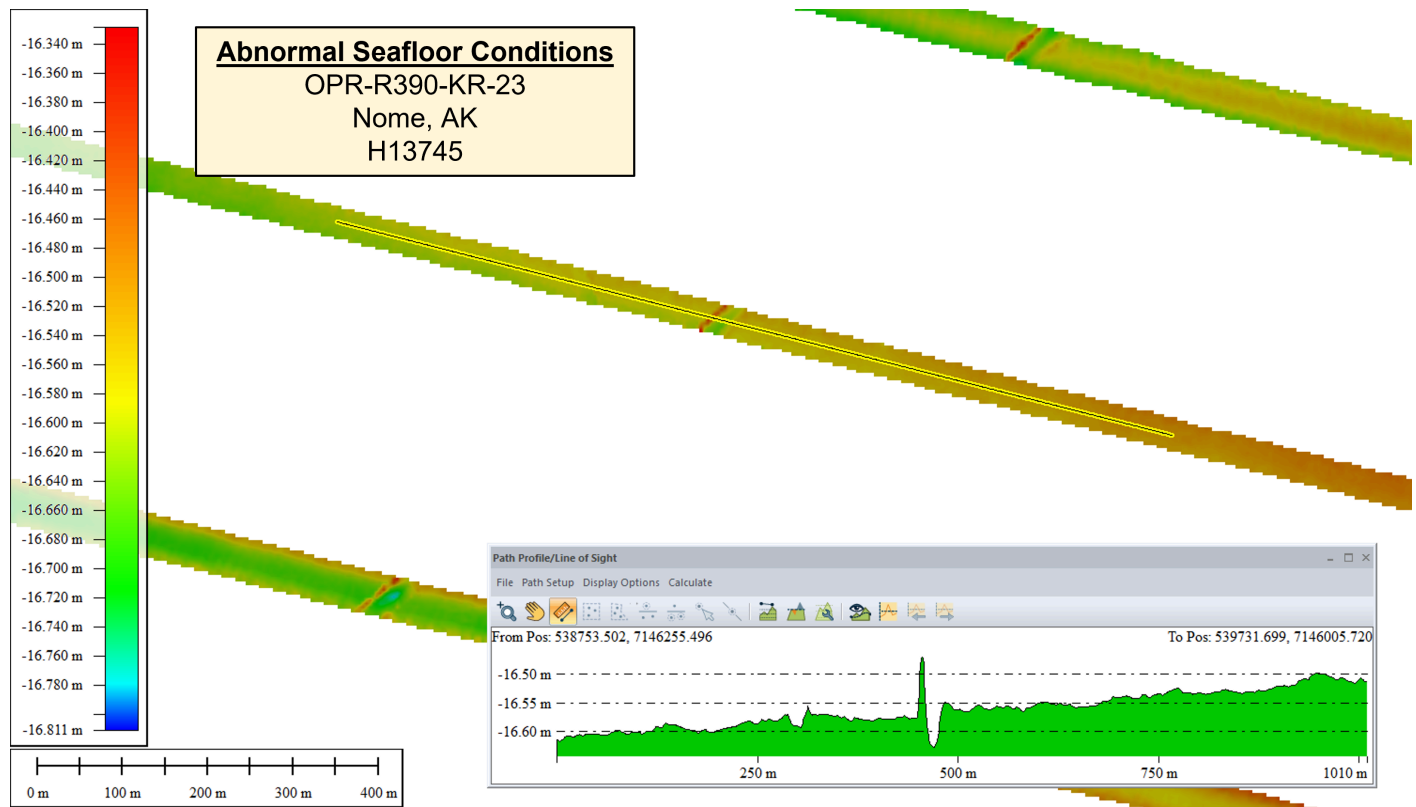 Abnormal Seafloor Conditions
OPR-R390-KR-23
Nome, AK
H13745
-16.340 m
-16.360 m
-16.380 m
-16.400 m
-16.420 m
-16.440 m
-16.460 m
-16.480 m
-16.500 m
-16.520 m
-16.540 m
-16.560 m
-16.580 m
-16.600 m
-16.620 m
-16.640 m
-16.660 m
-16.680 m
-16.700 m
-16.720 m
-16.740 m
-16.760 m
-16.780 m
-16.811 m
0 m 100 m 200 m 300 m 400 m
Path Profile/Line of Sight
File Path Setup Display Options Calculate
From Pos: 538753.502, 7146255.496 To Pos: 539731.699, 7146005.720
-16.50 m
-16.55 m
-16.60 m
250 m 500 m 750 m 1010 m